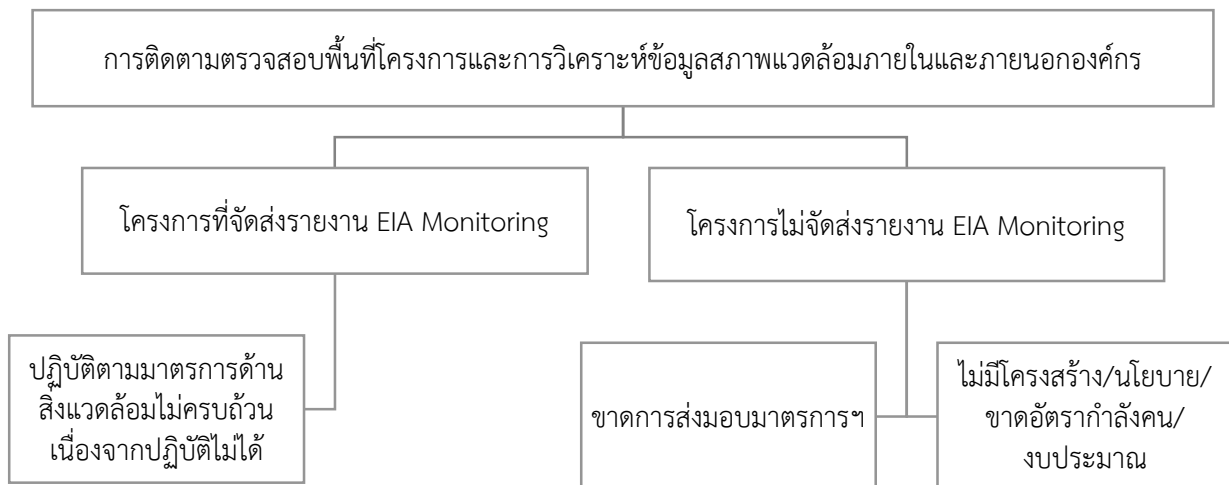 การติดตามตรวจสอบพื้นที่โครงการและการวิเคราะห์ข้อมูลสภาพแวดล้อมภายในและภายนอกองค์กร
โครงการที่จัดส่งรายงาน EIA Monitoring
โครงการไม่จัดส่งรายงาน EIA Monitoring
ปฏิบัติตามมาตรการด้าน
สิ่งแวดล้อมไม่ครบถ้วน
เนื่องจากปฏิบัติไม่ได้
ขาดการส่งมอบมาตรการฯ
ไม่มีโครงสร้าง/นโยบาย/
ขาดอัตรากำลังคน/
งบประมาณ